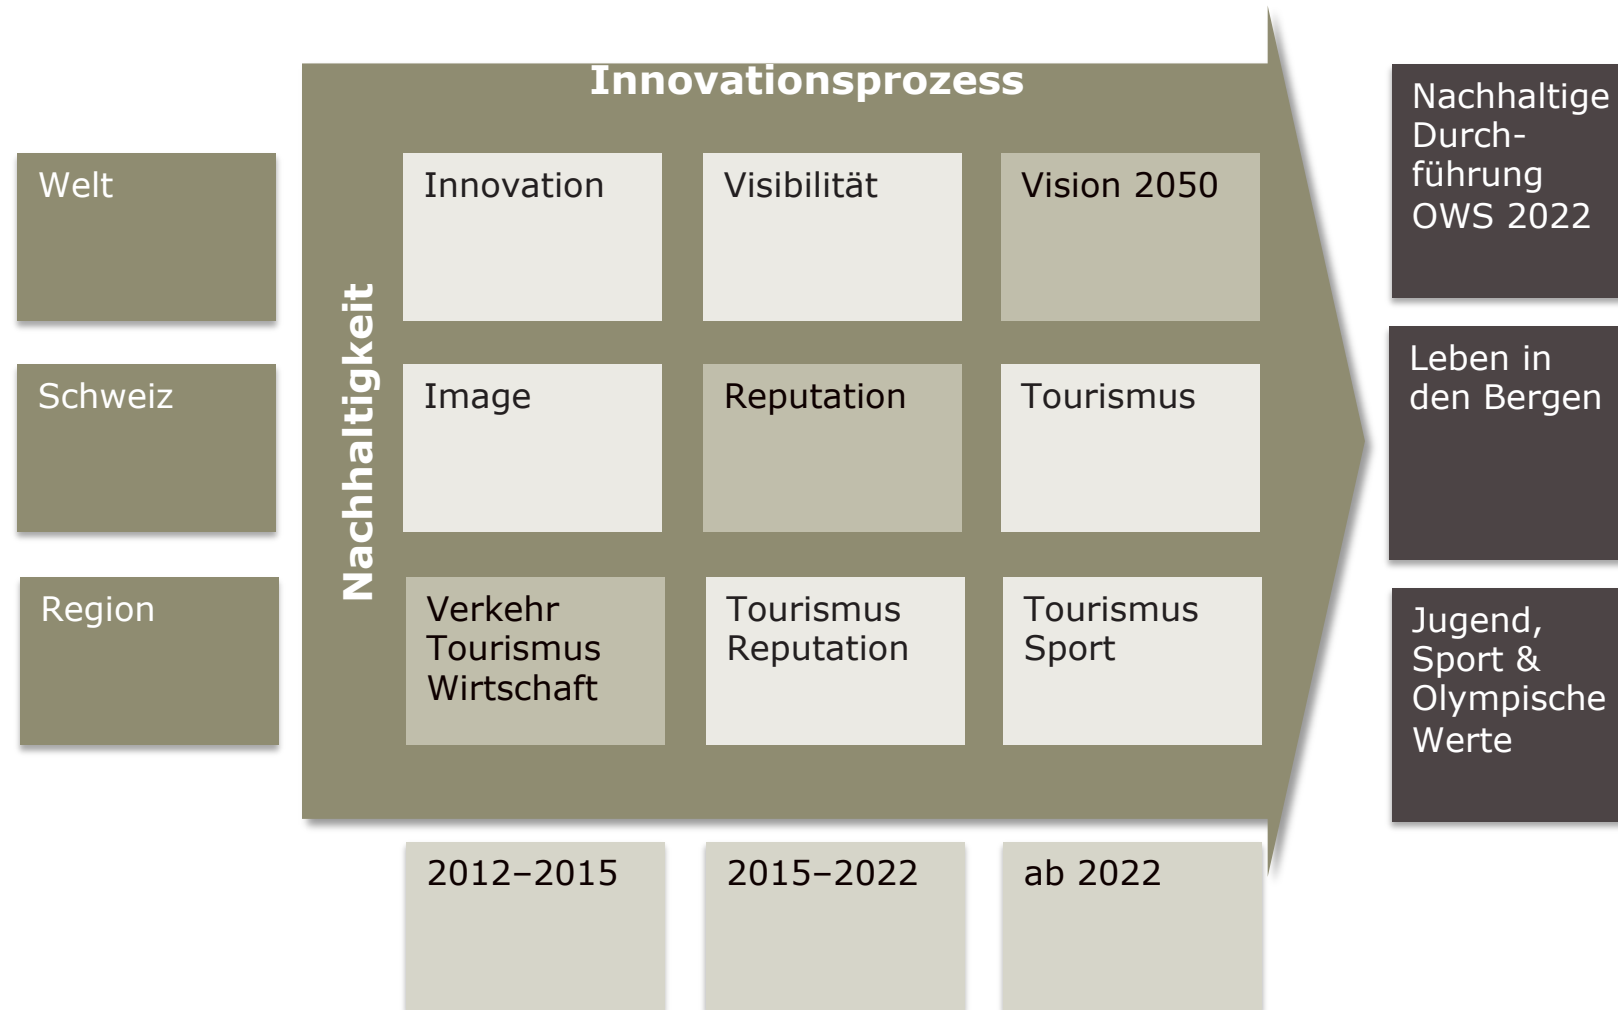 Innovationsprozess
Nachhaltigkeit
Welt
Innovation
Visibilität
Vision 2050
Schweiz
Image
Reputation
Tourismus
Region
Verkehr
Tourismus
Wirtschaft
Tourismus
Reputation
Tourismus
Sport
2012–2015
2015–2022
ab 2022
Nachhaltige
Durch-
führung
OWS 2022
Leben in
den Bergen
Jugend,
Sport &
Olympische
Werte